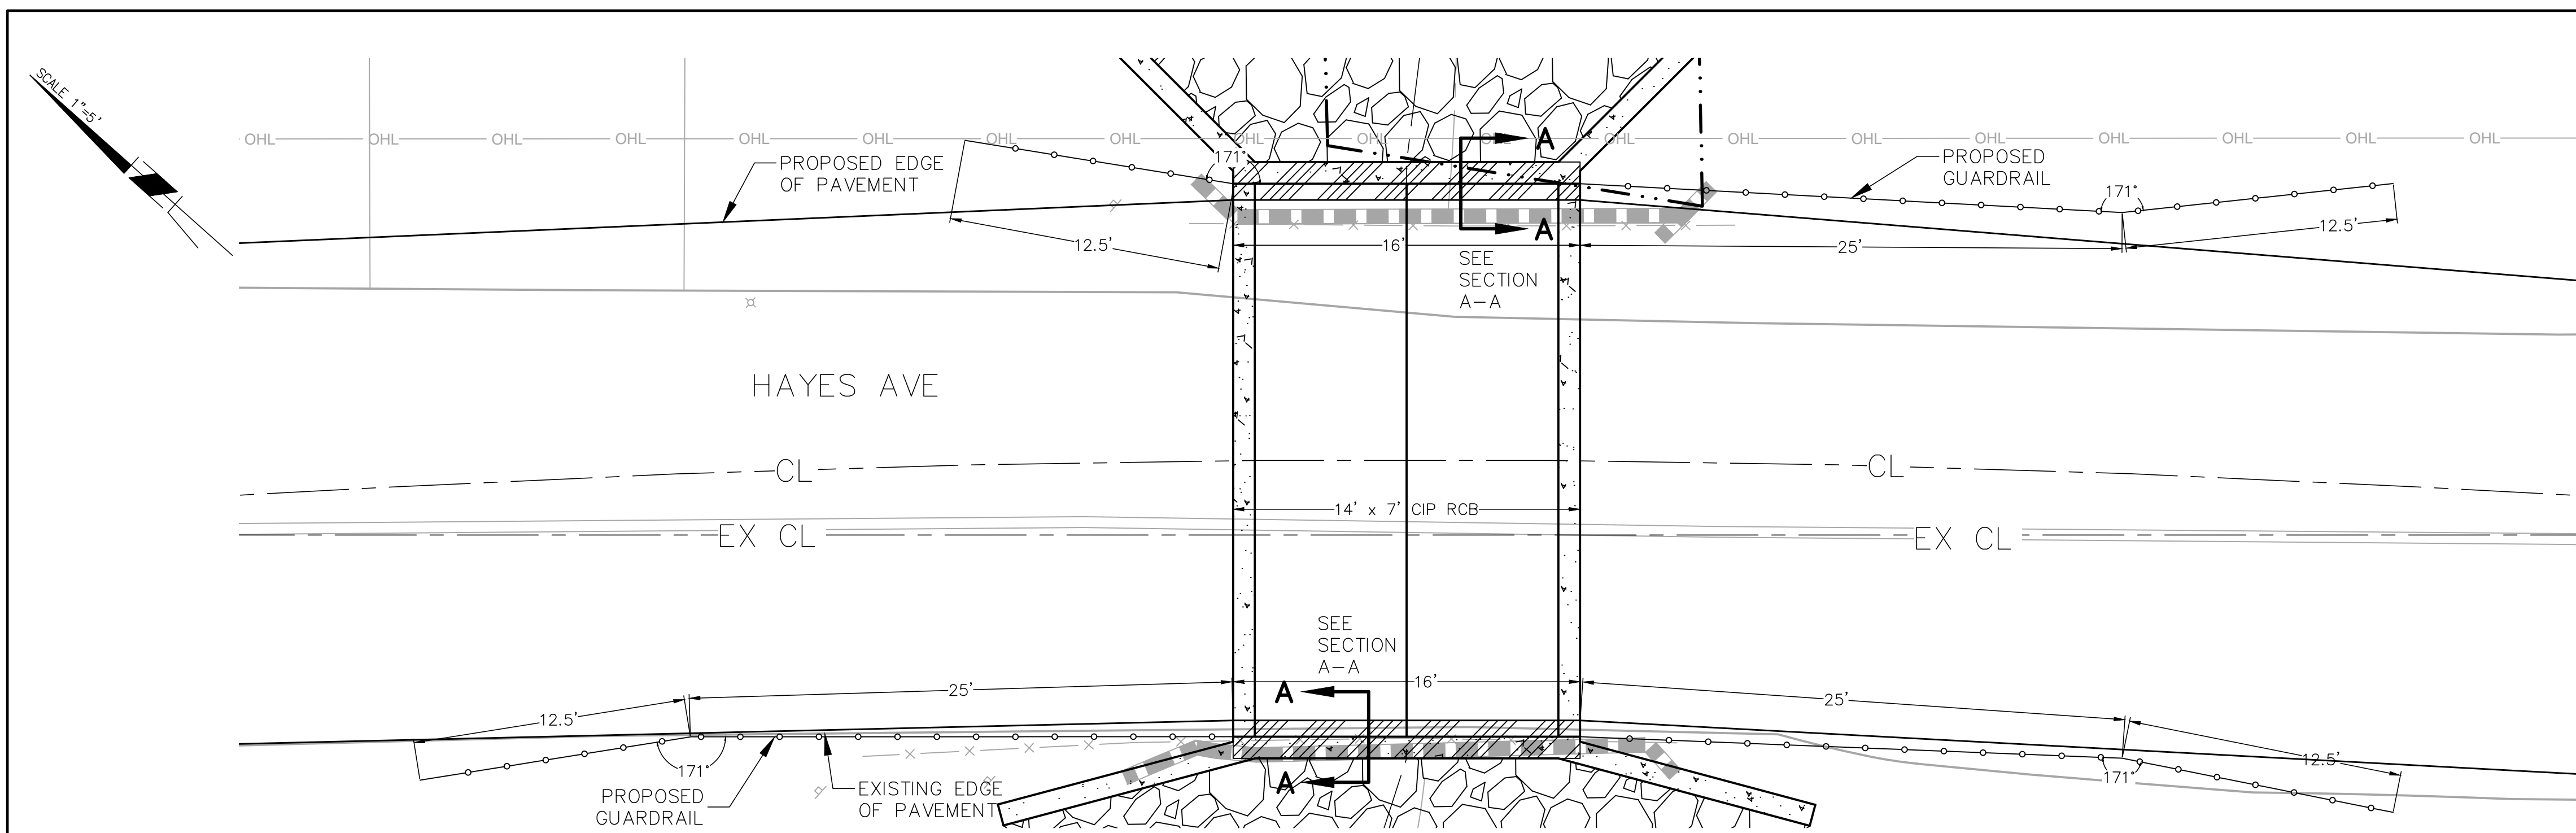 SCALE 1"=5'
OHL OHL OHL OHL OHL OHL OHL OHL OHL OHL OHL OHL OHL OHL OHL OHL OHL OHL OHL
PROPOSED EDGE
OF PAVEMENT
171°
A
PROPOSED
GUARDRAIL
171°
12.5'
16'
A
25'
12.5'
SEE
SECTION
A-A
HAYES AVE
CL
CL
14' x 7' CIP RCB
EX CL
EX CL
SEE
SECTION
A-A
25'
A
16'
25'
12.5'
12.5'
171°
171°
PROPOSED
GUARDRAIL
EXISTING EDGE
OF PAVEMENT
A